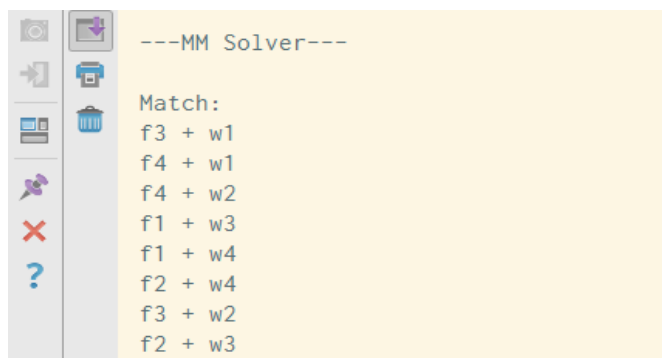 ---MM Solver---
Match:
f3 + w1
f4 + w1
f4 + w2
f1 + w3
f1 + w4
f2 + w4
f3 + w2
f2 + w3